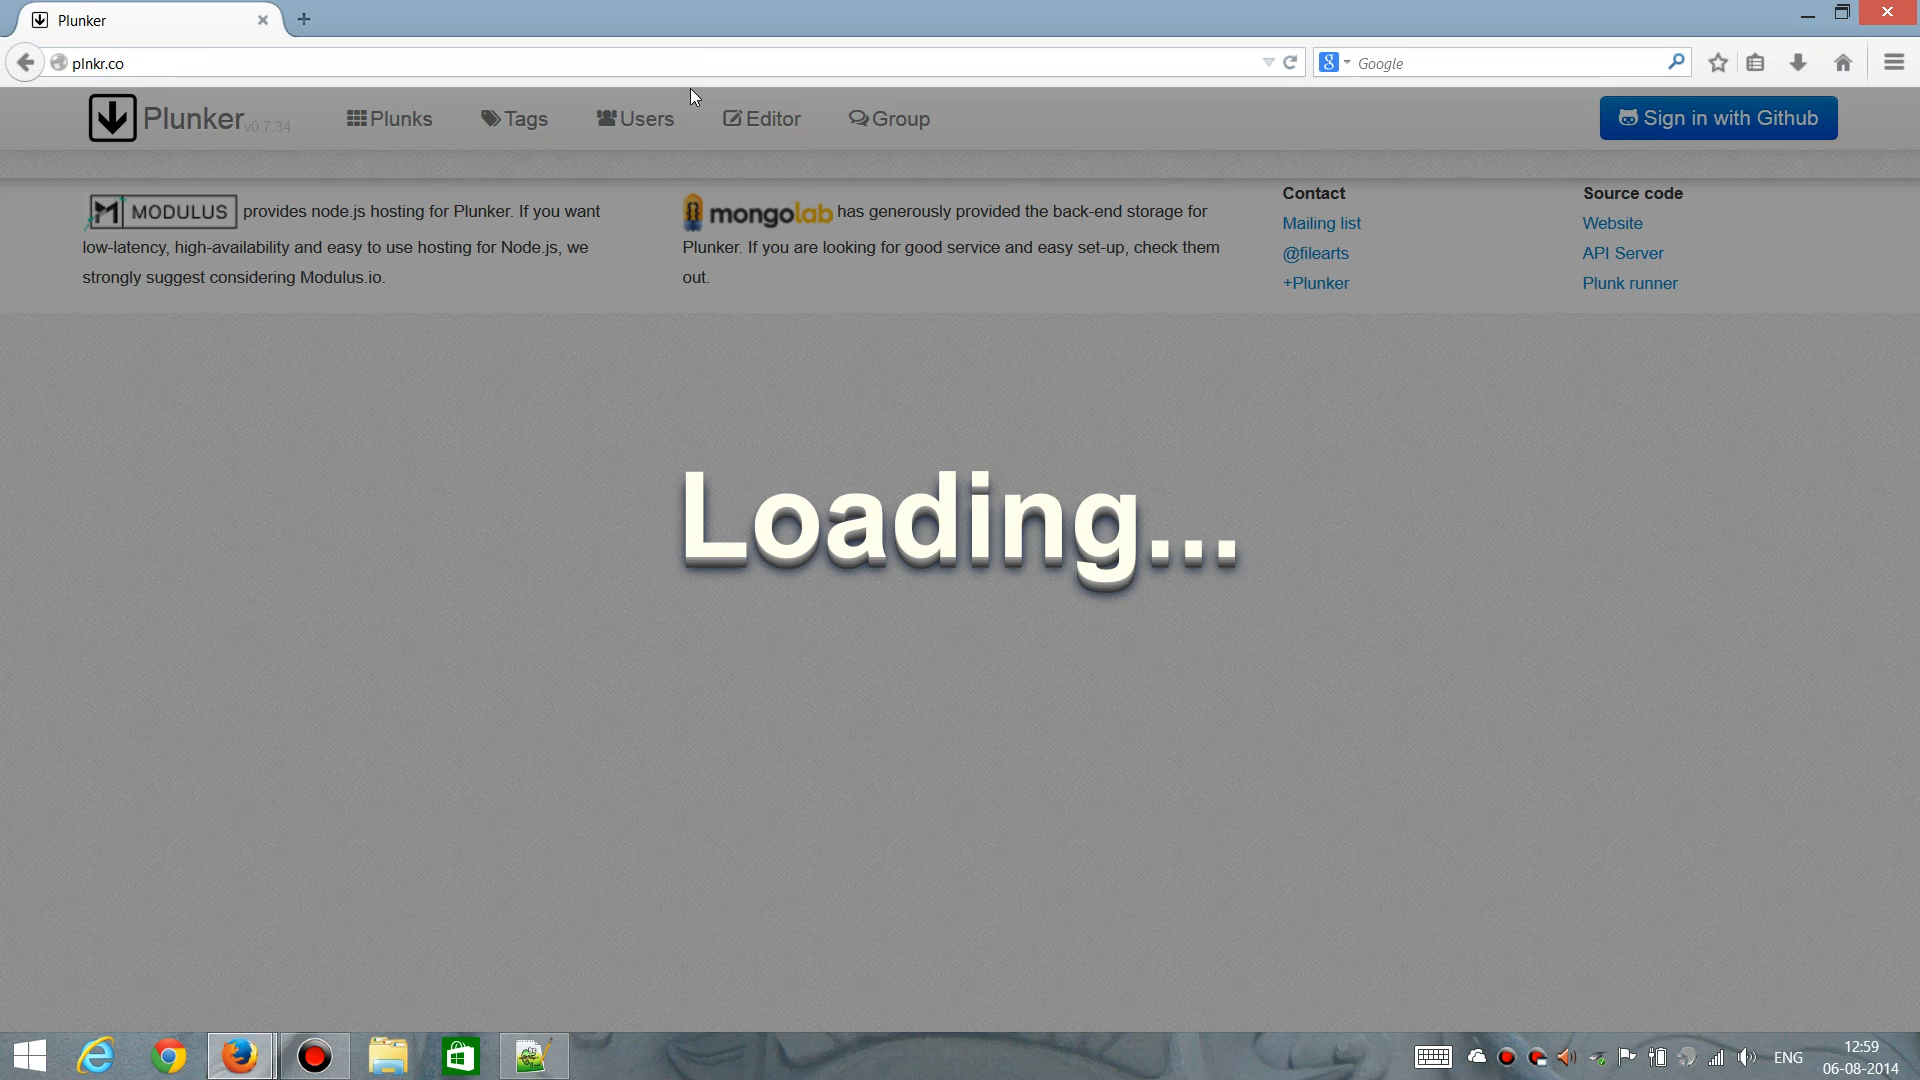 Plunker
plnkr.co
Google
Plunker v0.7.34
Plunks
Tags
Users
Editor
Group
Sign in with Github
MODULUS provides node.js hosting for Plunker. If you want
low-latency, high-availability and easy to use hosting for Node.js, we
strongly suggest considering Modulus.io.
mongolab has generously provided the back-end storage for
Plunker. If you are looking for good service and easy set-up, check them
out.
Contact
Mailing list
@filearts
+Plunker
Source code
Website
API Server
Plunk runner
Loading...
ENG
12:59
06-08-2014